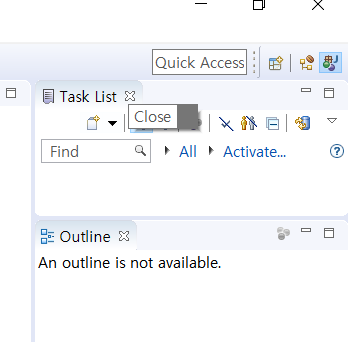 Quick Access
Task List
Close
Find
All
Activate...
Outline
An outline is not available.